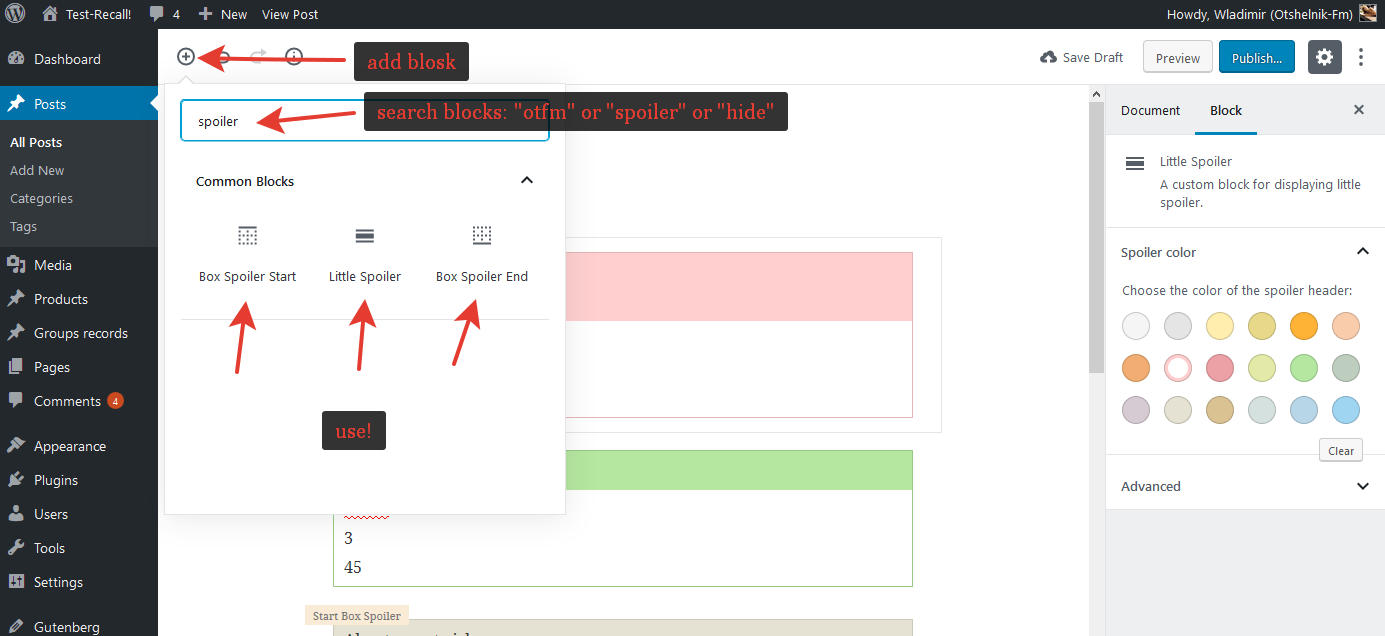 Test-Recall!
4
New
View Post
Howdy, Wladimir (Otshelnik-Fm)
Dashboard
Posts
All Posts
Add New
Categories
Tags
Media
Products
Groups records
Pages
Comments 4
Appearance
Plugins
Users
Tools
Settings
Gutenberg
add blosk
Save Draft
Preview
Publish...
spoiler
search blocks: "otfm" or "spoiler" or "hide"
Common Blocks
Box Spoiler Start
Little Spoiler
Box Spoiler End
use!
3
45
Start Box Spoiler
Document
Block
Little Spoiler
A custom block for displaying little
spoiler.
Spoiler color
Choose the color of the spoiler header:
Clear
Advanced